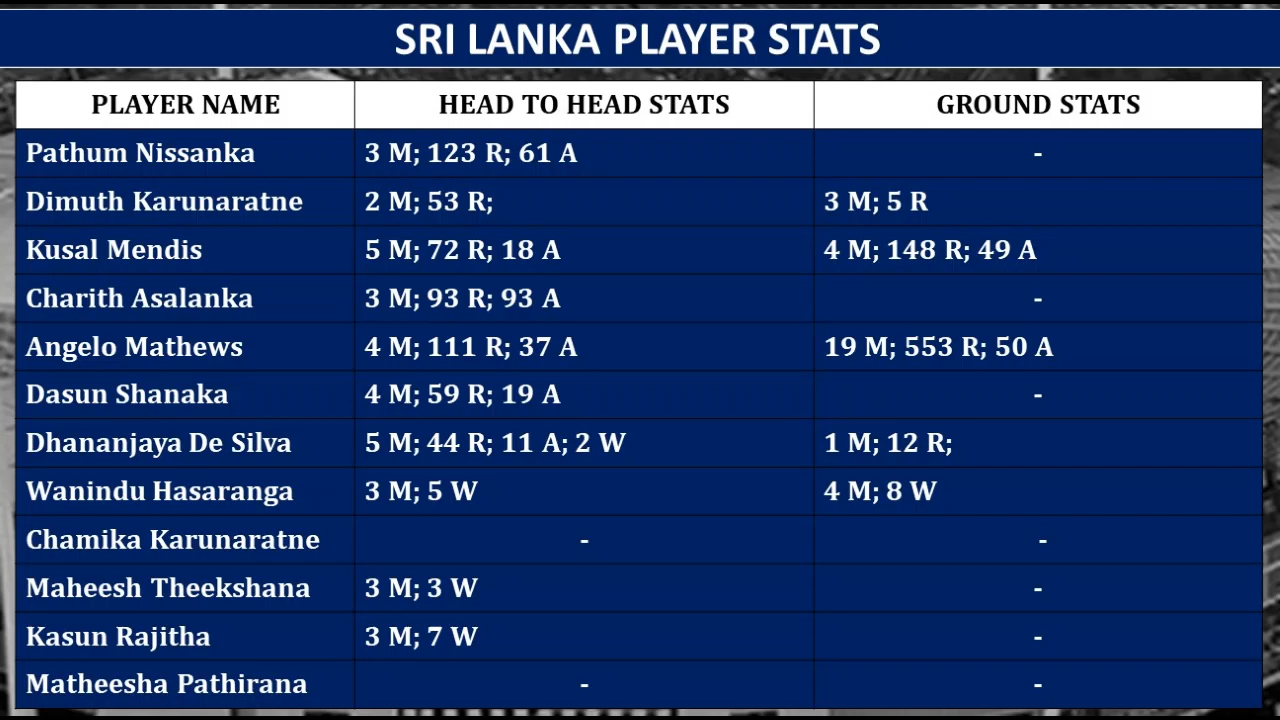 SRI LANKA PLAYER STATS
PLAYER NAME HEAD TO HEAD STATS GROUND STATS
Pathum Nissanka 3 M; 123 R; 61 A -
Dimuth Karunaratne 2 M; 53 R; 3 M; 5 R
Kusal Mendis 5 M; 72 R; 18 A 4 M; 148 R; 49 A
Charith Asalanka 3 M; 93 R; 93 A -
Angelo Mathews 4 M; 111 R; 37 A 19 M; 553 R; 50 A
Dasun Shanaka 4 M; 59 R; 19 A -
Dhananjaya De Silva 5 M; 44 R; 11 A; 2 W 1 M; 12 R;
Wanindu Hasaranga 3 M; 5 W 4 M; 8 W
Chamika Karunaratne - -
Maheesh Theekshana 3 M; 3 W -
Kasun Rajitha 3 M; 7 W -
Matheesha Pathirana - -